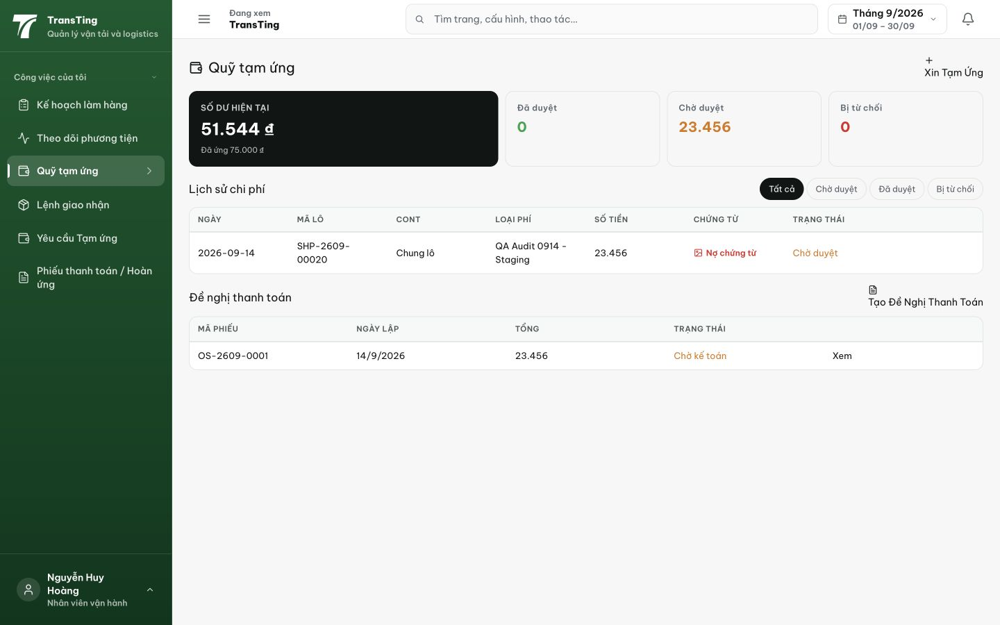 TransTing
Quản lý vận tải và logistics
Công việc của tôi
Kế hoạch làm hàng
Theo dõi phương tiện
Quỹ tạm ứng
Lệnh giao nhận
Yêu cầu Tạm ứng
Phiếu thanh toán / Hoàn
ứng
Nguyễn Huy
Hoàng
Nhân viên vận hành
Đang xem
TransTing
Tìm trang, cấu hình, thao tác...
Tháng 9/2026
01/09 – 30/09
Quỹ tạm ứng
Xin Tạm Ứng
SỐ DƯ HIỆN TẠI
51.544 ₫
Đã ứng 75.000 ₫
Đã duyệt
0
Chờ duyệt
23.456
Bị từ chối
0
Lịch sử chi phí
Tất cả Chờ duyệt Đã duyệt Bị từ chối
NGÀY MÃ LÔ CONT LOẠI PHÍ SỐ TIỀN CHỨNG TỪ TRẠNG THÁI
2026-09-14 SHP-2609-00020 Chung lô QA Audit 0914 - Staging 23.456 Nợ chứng từ Chờ duyệt
Đề nghị thanh toán
Tạo Đề Nghị Thanh Toán
MÃ PHIẾU NGÀY LẬP TỔNG TRẠNG THÁI
OS-2609-0001 14/9/2026 23.456 Chờ kế toán Xem